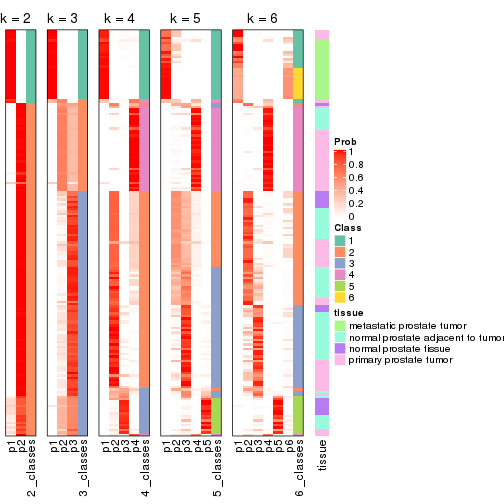 k = 2
k = 3
k = 4
k = 5
k = 6
Prob
1
0.8
0.6
0.4
0.2
0
Class
1
2
3
4
5
6
tissue
metastatic prostate tumor
normal prostate adjacent to tumor
normal prostate tissue
primary prostate tumor
p1
p2
2_classes
p1
p2
p3
3_classes
p1
p2
p3
p4
4_classes
p1
p2
p3
p4
p5
5_classes
p1
p2
p3
p4
p5
p6
6_classes
tissue